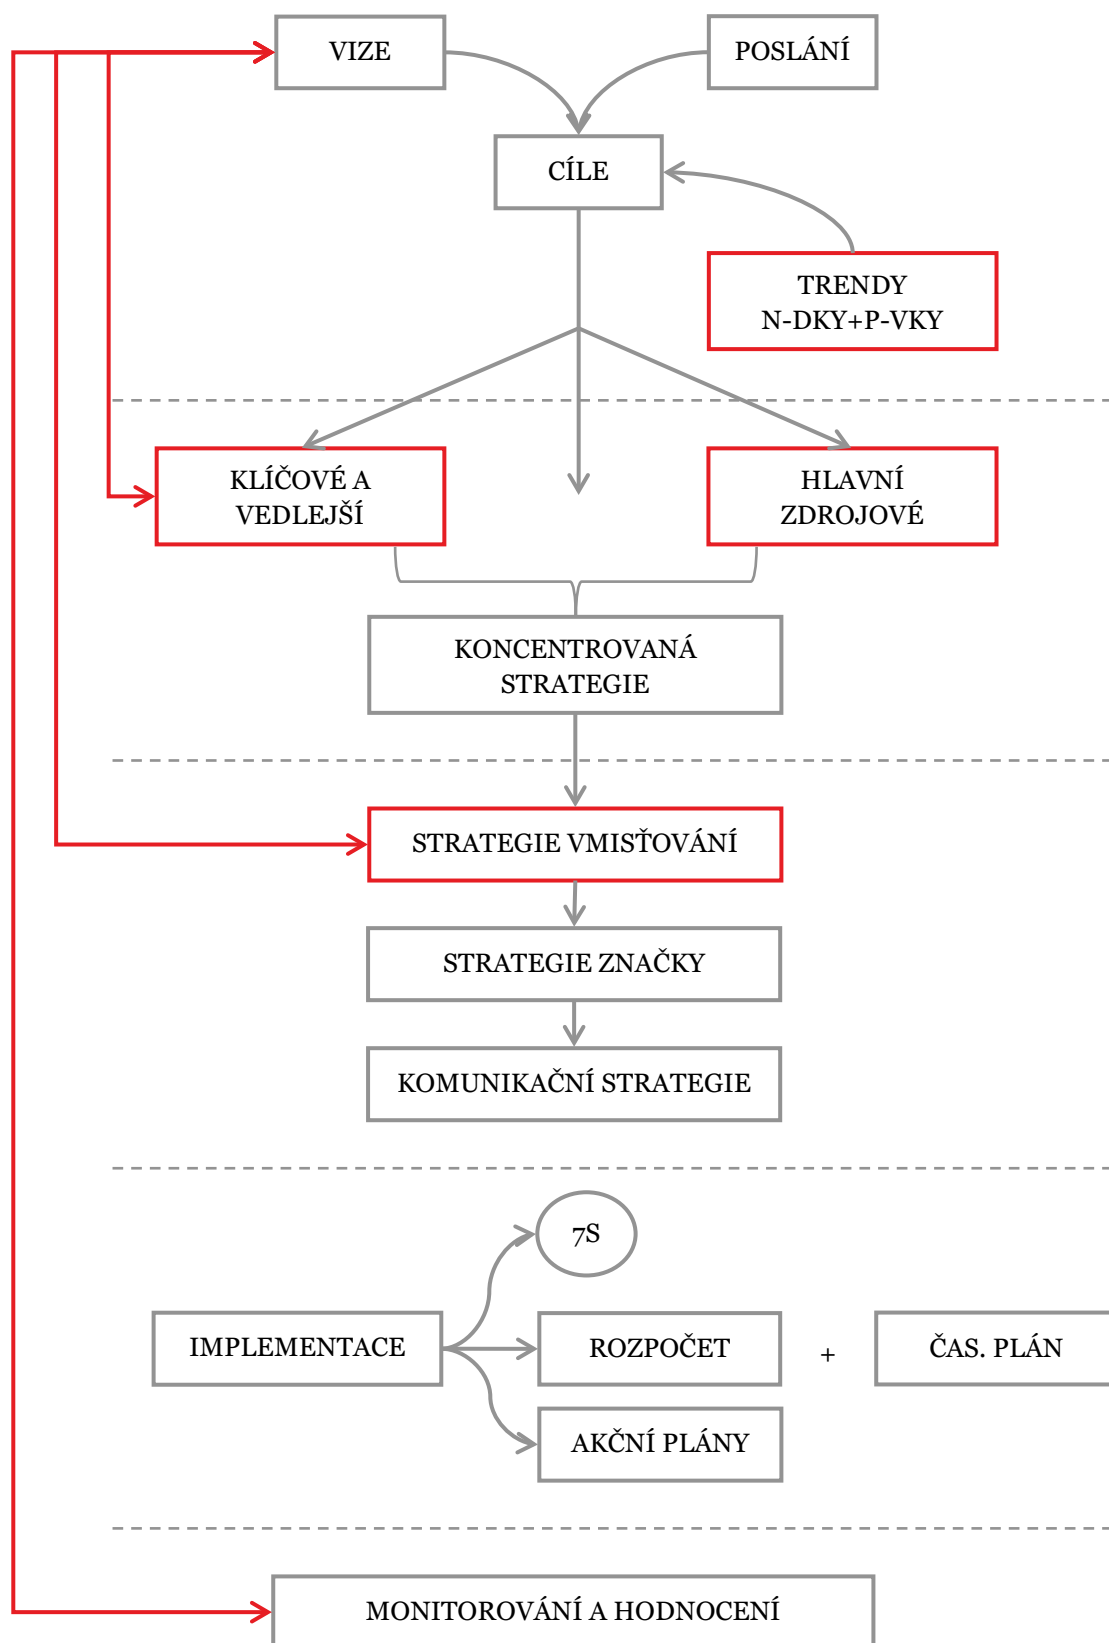 VIZE
POSLÁNÍ
CÍLE
TRENDY
N-DKY+P-VKY
KLÍČOVÉ A
VEDLEJŠÍ
HLAVNÍ
ZDROJOVÉ
KONCENTROVANÁ
STRATEGIE
STRATEGIE VMISŤOVÁNÍ
STRATEGIE ZNAČKY
KOMUNIKAČNÍ STRATEGIE
7S
IMPLEMENTACE
ROZPOČET
+
ČAS. PLÁN
AKČNÍ PLÁNY
MONITOROVÁNÍ A HODNOCENÍ